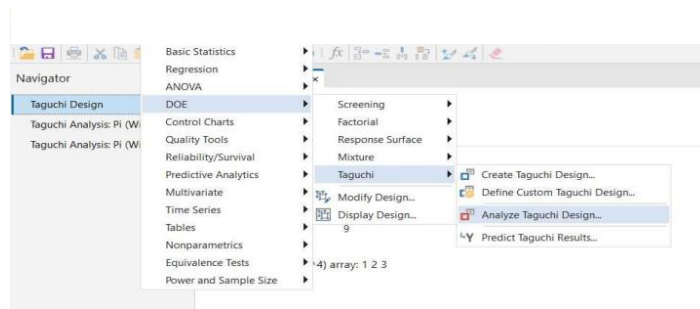 Navigator
Taguchi Design
Taguchi Analysis: Pi (Wi
Taguchi Analysis: Pi (Wi
Basic Statistics
Regression
ANOVA
DOE
Control Charts
Quality Tools
Reliability/Survival
Predictive Analytics
Multivariate
Time Series
Tables
Nonparametrics
Equivalence Tests
Power and Sample Size
Screening
Factorial
Response Surface
Mixture
Taguchi
Modify Design...
Display Design...
Create Taguchi Design...
Define Custom Taguchi Design...
Analyze Taguchi Design...
Predict Taguchi Results...
9
^4) array: 1 2 3